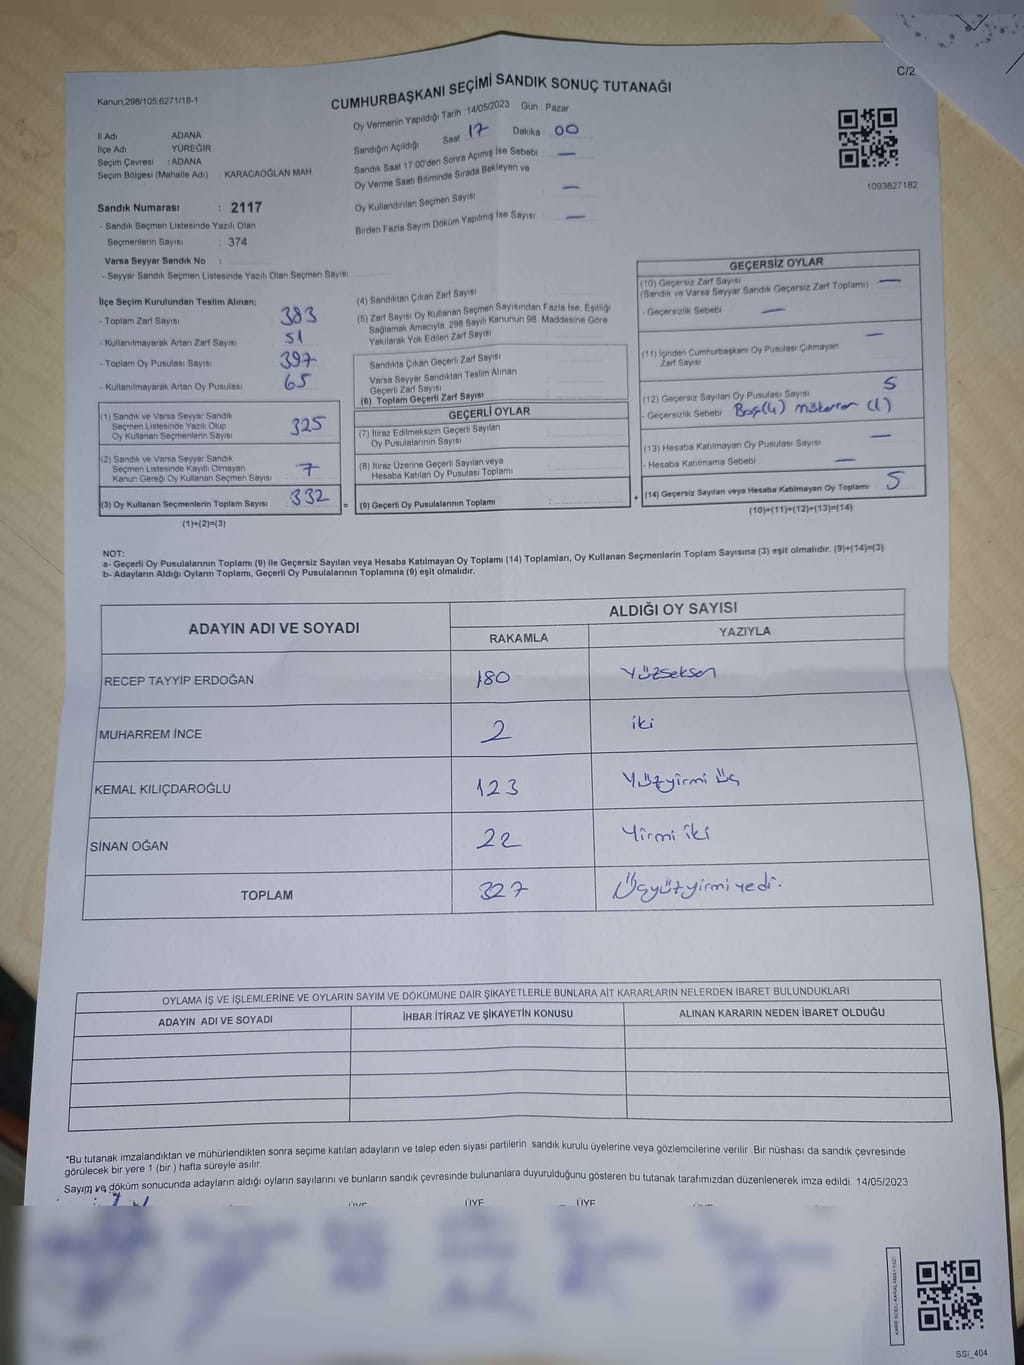 C/2
Kanun:298/105;6271/18-1
CUMHURBAŞKANI SEÇİMİ SANDIK SONUÇ TUTANAĞI
Oy Vermenin Yapıldığı Tarih : 14/05/2023 Gün : Pazar
İl Adı ADANA
İlçe Adı YÜREĞİR
Seçim Çevresi : ADANA
Seçim Bölgesi (Mahalle Adı) : KARACAOĞLAN MAH
Sandığın Açıldığı Saat 17 Dakika 00
Sandık Saat 17:00'den Sonra Açımış İse Sebebi —
Oy Verme Saati Bitiminde Sırada Bekleyen ve
Oy Kullandırılan Seçmen Sayısı —
Birden Fazla Sayım Döküm Yapılmış İse Sayısı —
1093827182
Sandık Numarası : 2117
- Sandık Seçmen Listesinde Yazılı Olan
Seçmenlerin Sayısı : 374
Varsa Seyyar Sandık No :
- Seyyar Sandık Seçmen Listesinde Yazılı Olan Seçmen Sayısı
İlçe Seçim Kurulundan Teslim Alınan;
- Toplam Zarf Sayısı 383
- Kullanılmayarak Artan Zarf Sayısı 51
- Toplam Oy Pusulası Sayısı 397
- Kullanılmayarak Artan Oy Pusulası 65
(1) Sandık ve Varsa Seyyar Sandık
Seçmen Listesinde Yazılı Olup
Oy Kullanan Seçmenlerin Sayısı 325
(2) Sandık ve Varsa Seyyar Sandık
Seçmen Listesinde Kayıtlı Olmayan
Kanun Gereği Oy Kullanan Seçmen Sayısı : 7
(3) Oy Kullanan Seçmenlerin Toplam Sayısı : 332 =
(1)+(2)=(3)
(4) Sandıktan Çıkan Zarf Sayısı
(5) Zarf Sayısı Oy Kullanan Seçmen Sayısından Fazla İse, Eşitliği
Sağlamak Amacıyla, 298 Sayılı Kanunun 98. Maddesine Göre
Yakılarak Yok Edilen Zarf Sayısı
Sandıkta Çıkan Geçerli Zarf Sayısı
Varsa Seyyar Sandıktan Teslim Alınan
Geçerli Zarf Sayısı
(6) Toplam Geçerli Zarf Sayısı
GEÇERLİ OYLAR
(7) İtiraz Edilmeksizin Geçerli Sayılan
Oy Pusulalarının Sayısı
(8) İtiraz Üzerine Geçerli Sayılan veya
Hesaba Katılan Oy Pusulası Toplamı
(9) Geçerli Oy Pusulalarının Toplamı +
GEÇERSİZ OYLAR
(10) Geçersiz Zarf Sayısı
(Sandık ve Varsa Seyyar Sandık Geçersiz Zarf Toplamı) —
- Geçersizlik Sebebi —
(11) İçinden Cumhurbaşkanı Oy Pusulası Çıkmayan
Zarf Sayısı —
(12) Geçersiz Sayılan Oy Pusulası Sayısı 5
- Geçersizlik Sebebi Boş(4) mükerrer (1)
(13) Hesaba Katılmayan Oy Pusulası Sayısı —
- Hesaba Katılmama Sebebi —
(14) Geçersiz Sayılan veya Hesaba Katılmayan Oy Toplamı 5
(10)+(11)+(12)+(13)=(14)
NOT:
a- Geçerli Oy Pusulalarının Toplamı (9) ile Geçersiz Sayılan veya Hesaba Katılmayan Oy Toplamı (14) Toplamları, Oy Kullanan Seçmenlerin Toplam Sayısına (3) eşit olmalıdır. (9)+(14)=(3)
b- Adayların Aldığı Oyların Toplamı, Geçerli Oy Pusulalarının Toplamına (9) eşit olmalıdır.
ADAYIN ADI VE SOYADI
ALDIĞI OY SAYISI
RAKAMLA YAZIYLA
RECEP TAYYİP ERDOĞAN 180 Yüzseksen
MUHARREM İNCE 2 iki
KEMAL KILIÇDAROĞLU 123 Yüzyirmi üç
SİNAN OĞAN 22 Yirmi iki
TOPLAM 327 Üçyüzyirmi yedi.
OYLAMA İŞ VE İŞLEMLERİNE VE OYLARIN SAYIM VE DÖKÜMÜNE DAİR ŞİKAYETLERLE BUNLARA AİT KARARLARIN NELERDEN İBARET BULUNDUKLARI
ADAYIN ADI VE SOYADI İHBAR İTİRAZ VE ŞİKAYETİN KONUSU ALINAN KARARIN NEDEN İBARET OLDUĞU
*Bu tutanak imzalandıktan ve mühürlendikten sonra seçime katılan adayların ve talep eden siyasi partilerin sandık kurulu üyelerine veya gözlemcilerine verilir. Bir nüshası da sandık çevresinde
görülecek bir yere 1 (bir ) hafta süreyle asılır.
Sayım ve döküm sonucunda adayların aldığı oyların sayılarını ve bunların sandık çevresinde bulunanlara duyurulduğunu gösteren bu tutanak tarafımızdan düzenlenerek imza edildi. 14/05/2023
ÜYE ÜYE ÜYE
SSI_404